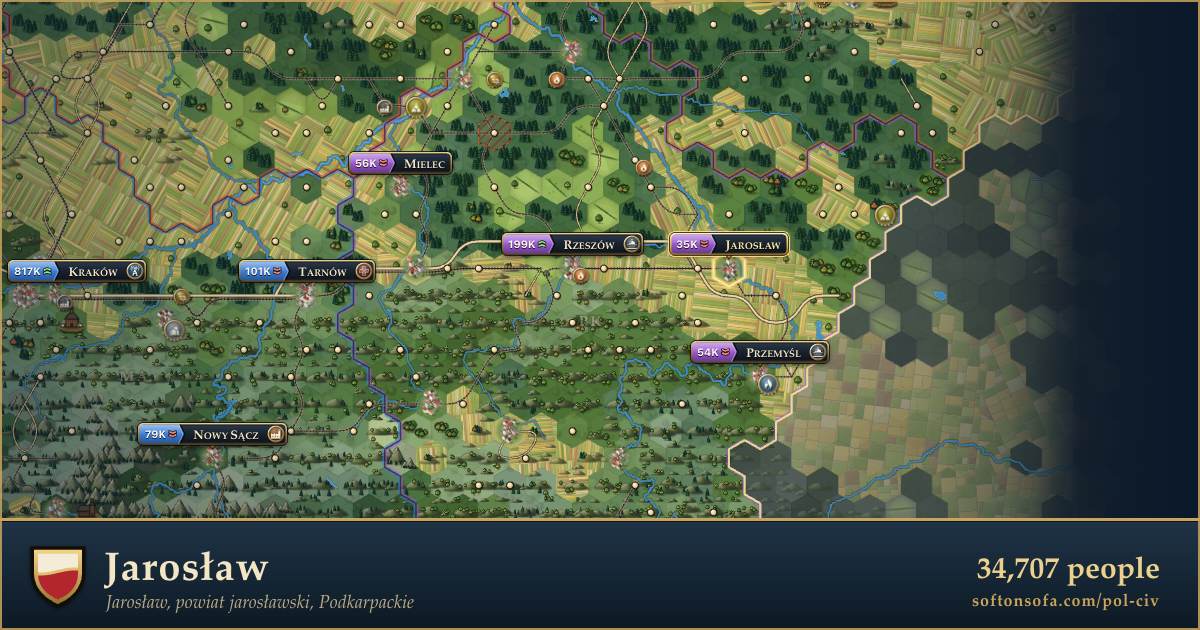 56K MIELEC
199K RZESZÓW
35K JAROSŁAW
817K KRAKÓW
101K TARNÓW
54K PRZEMYŚL
79K NOWY SĄCZ
Jarosław
34,707 people
Jarosław, powiat jarosławski, Podkarpackie
softonsofa.com/pol-civ